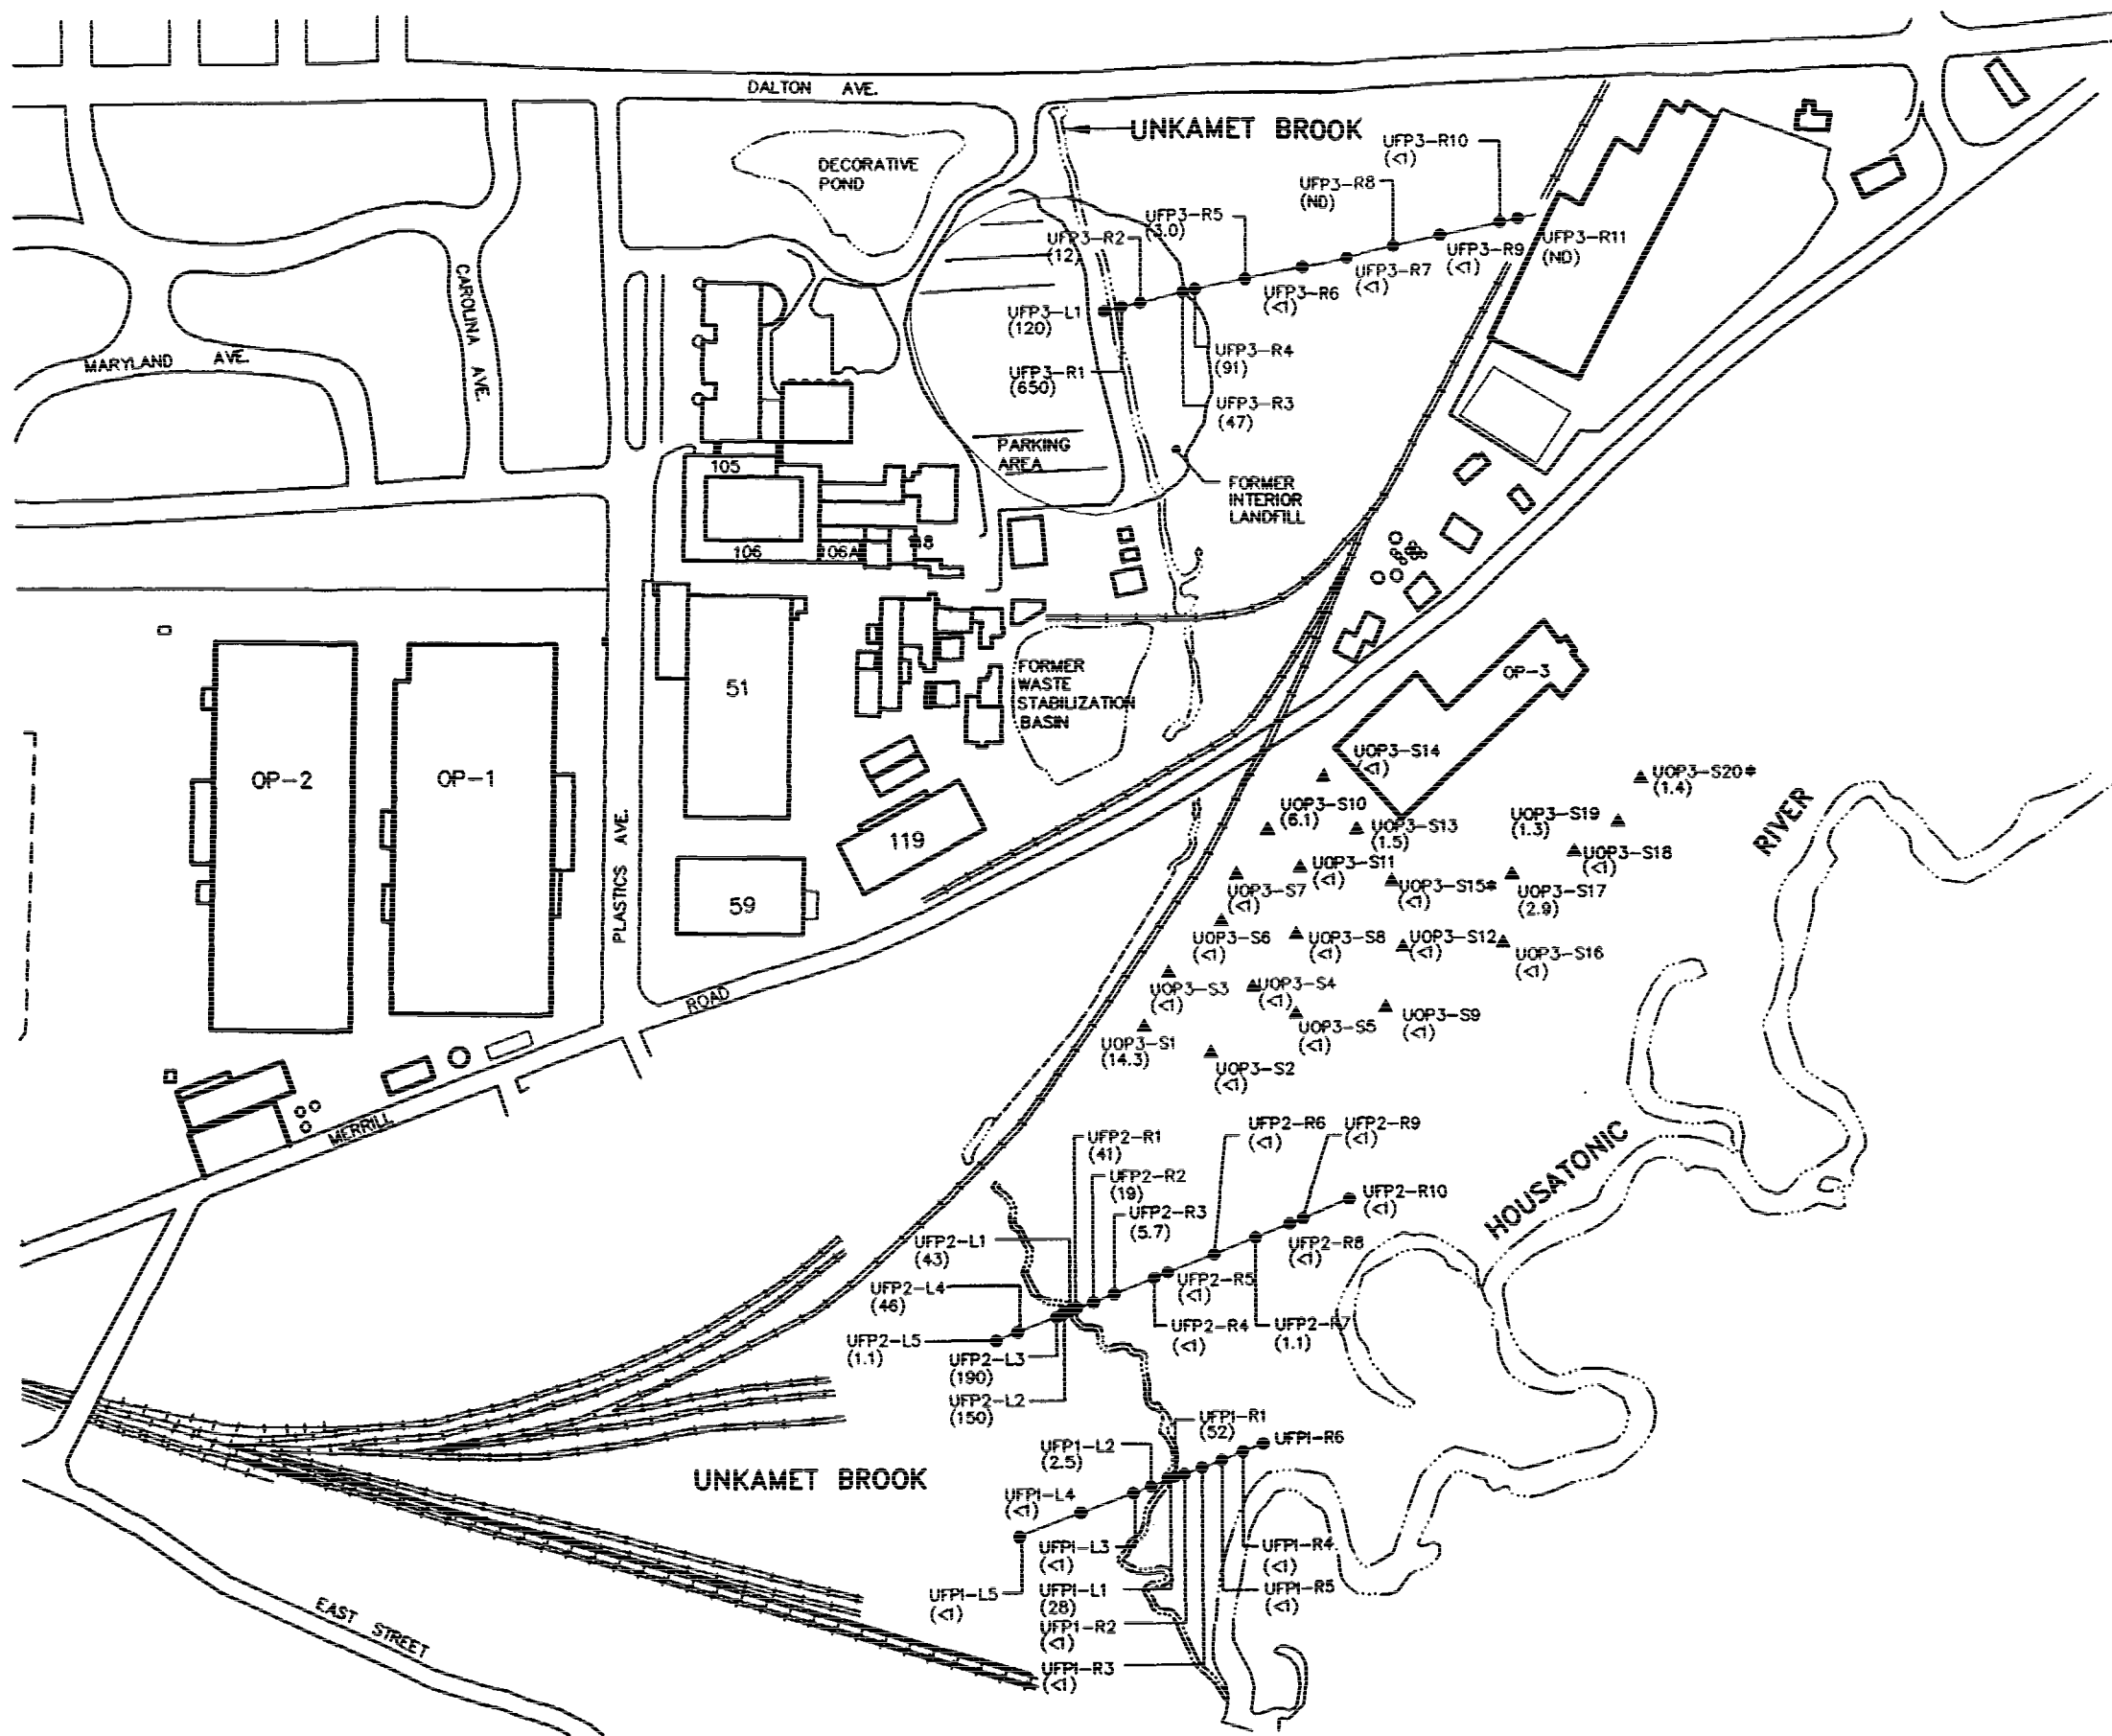 DALTON AVE.
UNKAMET BROOK
DECORATIVE
POND
UFP3-R10
(<1)
UFP3-R8
(ND)
UFP3-R5
(3.0)
UFP3-R2
(12)
UFP3-R11
(ND)
UFP3-R9
(<1)
UFP3-R7
(<1)
UFP3-R6
(<1)
UFP3-L1
(120)
UFP3-R4
(91)
UFP3-R1
(650)
UFP3-R3
(47)
CAROLINA AVE.
MARYLAND AVE.
PARKING
AREA
FORMER
INTERIOR
LANDFILL
105
106
106A
FORMER
WASTE
STABILIZATION
BASIN
51
OP-3
OP-2
OP-1
119
59
PLASTICS AVE.
MERRILL ROAD
UOP3-S14
(<1)
UOP3-S20*
(1.4)
UOP3-S10
(6.1)
UOP3-S13
(1.5)
UOP3-S19
(1.3)
UOP3-S18
(<1)
UOP3-S11
(<1)
UOP3-S7
(<1)
UOP3-S15*
(<1)
UOP3-S17
(2.9)
UOP3-S6
(<1)
UOP3-S8
(<1)
UOP3-S12
(<1)
UOP3-S16
(<1)
UOP3-S3
(<1)
UOP3-S4
(<1)
UOP3-S5
(<1)
UOP3-S9
(<1)
UOP3-S1
(14.3)
UOP3-S2
(<1)
HOUSATONIC RIVER
UFP2-R6
(<1)
UFP2-R9
(<1)
UFP2-R1
(41)
UFP2-R2
(19)
UFP2-R3
(5.7)
UFP2-R10
(<1)
UFP2-L1
(43)
UFP2-R8
(<1)
UFP2-L4
(46)
UFP2-R5
(<1)
UFP2-L5
(1.1)
UFP2-R4
(<1)
UFP2-R7
(1.1)
UFP2-L3
(190)
UFP2-L2
(150)
UNKAMET BROOK
UFP1-R1
(52)
UFP1-R6
UFP1-L2
(2.5)
UFP1-L4
(<1)
UFP1-L3
(<1)
UFP1-R4
(<1)
UFP1-L5
(<1)
UFP1-L1
(28)
UFP1-R5
(<1)
UFP1-R2
(<1)
UFP1-R3
(<1)
EAST STREET